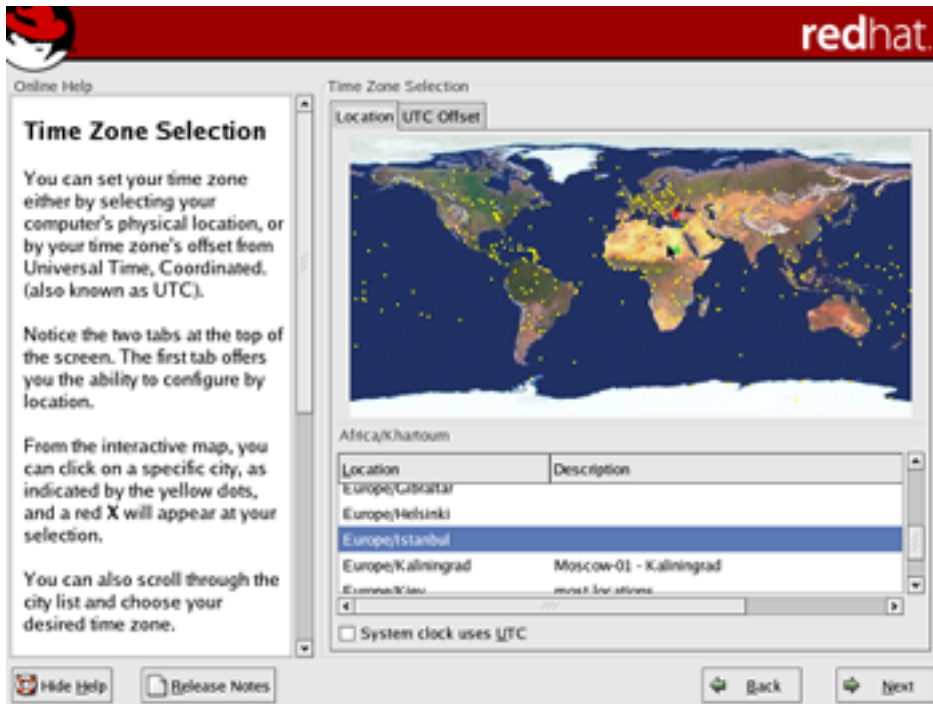 redhat.
Online Help
Time Zone Selection
You can set your time zone
either by selecting your
computer's physical location, or
by your time zone's offset from
Universal Time, Coordinated.
(also known as UTC).
Notice the two tabs at the top of
the screen. The first tab offers
you the ability to configure by
location.
From the interactive map, you
can click on a specific city, as
indicated by the yellow dots,
and a red X will appear at your
selection.
You can also scroll through the
city list and choose your
desired time zone.
Time Zone Selection
Location UTC Offset
Africa/Khartoum
Location Description
Europe/Gibraltar
Europe/Helsinki
Europe/Istanbul
Europe/Kaliningrad Moscow-01 - Kaliningrad
Europe/Kiev most locations
System clock uses UTC
Hide Help Release Notes Back Next